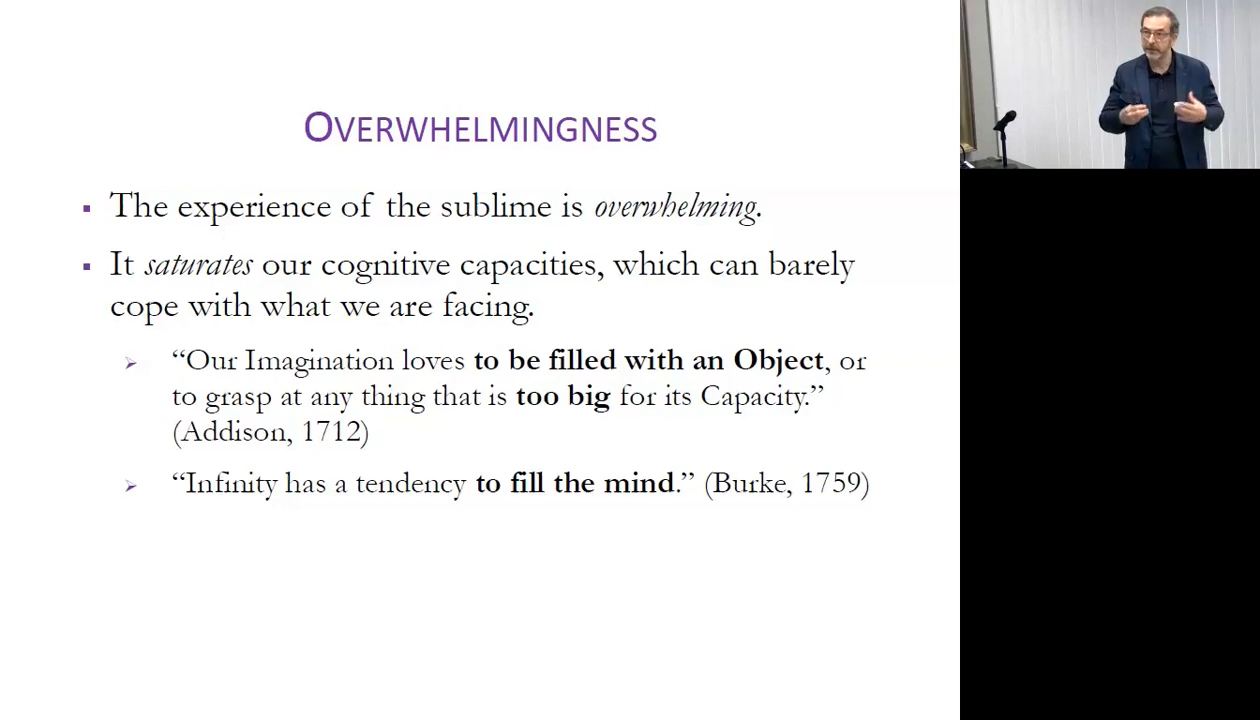 OVERWHELMINGNESS
▪ The experience of the sublime is overwhelming.
▪ It saturates our cognitive capacities, which can barely
cope with what we are facing.
➢ “Our Imagination loves to be filled with an Object, or
to grasp at any thing that is too big for its Capacity.”
(Addison, 1712)
➢ “Infinity has a tendency to fill the mind.” (Burke, 1759)